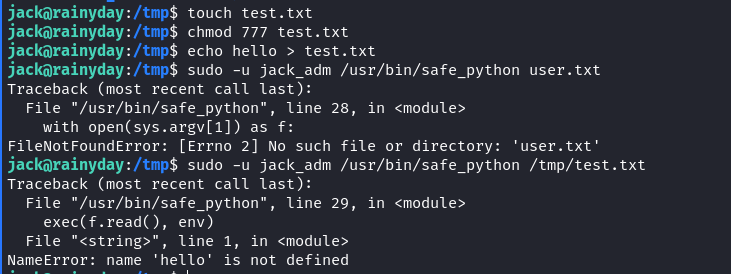 jack@rainyday:/tmp$ touch test.txt
jack@rainyday:/tmp$ chmod 777 test.txt
jack@rainyday:/tmp$ echo hello > test.txt
jack@rainyday:/tmp$ sudo -u jack_adm /usr/bin/safe_python user.txt
Traceback (most recent call last):
  File "/usr/bin/safe_python", line 28, in <module>
    with open(sys.argv[1]) as f:
FileNotFoundError: [Errno 2] No such file or directory: 'user.txt'
jack@rainyday:/tmp$ sudo -u jack_adm /usr/bin/safe_python /tmp/test.txt
Traceback (most recent call last):
  File "/usr/bin/safe_python", line 29, in <module>
    exec(f.read(), env)
  File "<string>", line 1, in <module>
NameError: name 'hello' is not defined